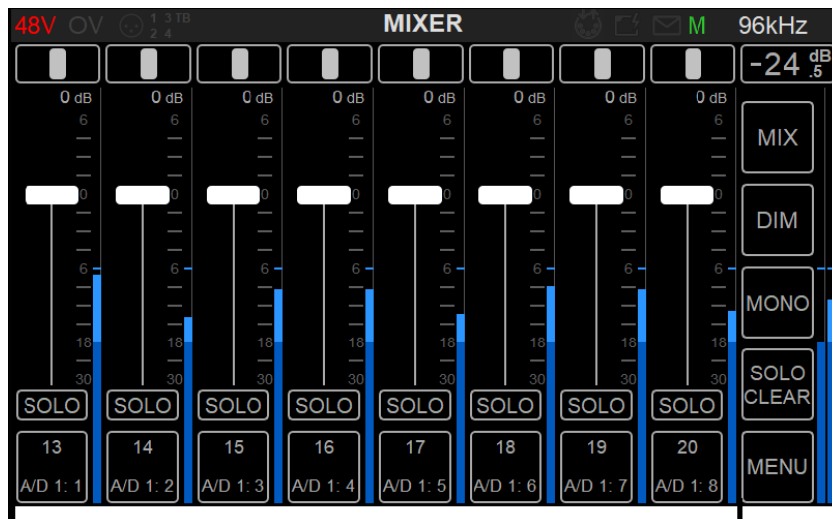 48V OV 1 3 TB MIXER M 96kHz
2 4
-24 dB
.5
0 dB 0 dB 0 dB 0 dB 0 dB 0 dB 0 dB 0 dB
6 6 6 6 6 6 6 6
MIX
0 0 0 0 0 0 0 0
DIM
6 6 6 6 6 6 6 6
MONO
18 18 18 18 18 18 18 18
30 30 30 30 30 30 30 30
SOLO SOLO SOLO SOLO SOLO SOLO SOLO SOLO
SOLO
CLEAR
13 14 15 16 17 18 19 20
A/D 1: 1 A/D 1: 2 A/D 1: 3 A/D 1: 4 A/D 1: 5 A/D 1: 6 A/D 1: 7 A/D 1: 8
MENU